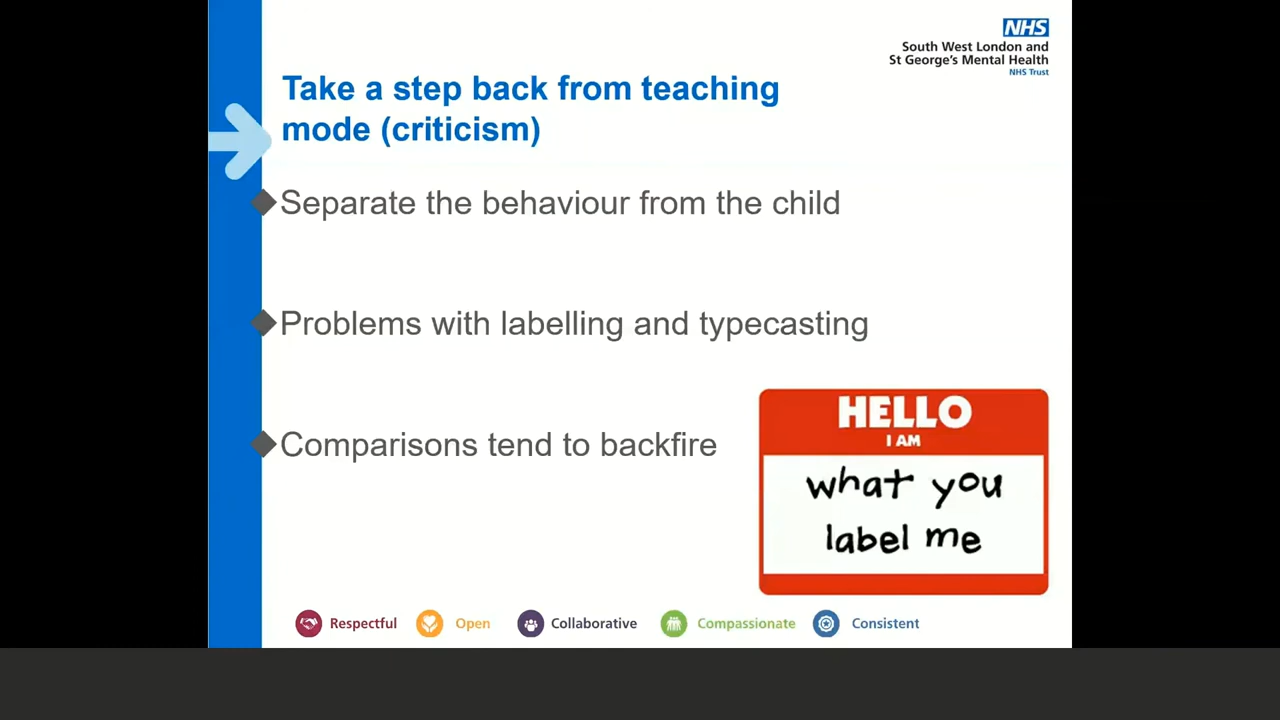 NHS
South West London and
St George's Mental Health
NHS Trust
Take a step back from teaching
mode (criticism)
Separate the behaviour from the child
Problems with labelling and typecasting
Comparisons tend to backfire
HELLO
I AM
what you
label me
Respectful Open Collaborative Compassionate Consistent